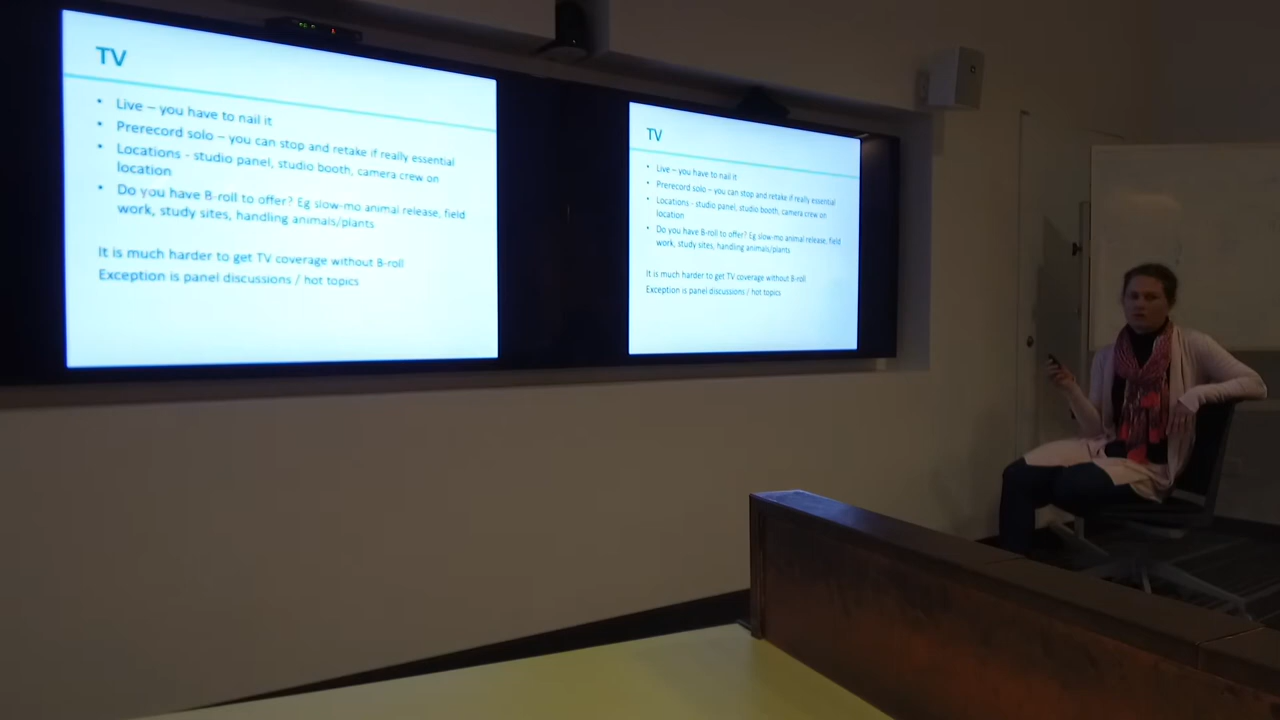 TV
• Live – you have to nail it
• Prerecord solo – you can stop and retake if really essential
• Locations - studio panel, studio booth, camera crew on
location
• Do you have B-roll to offer? Eg slow-mo animal release, field
work, study sites, handling animals/plants
It is much harder to get TV coverage without B-roll
Exception is panel discussions / hot topics
TV
• Live – you have to nail it
• Prerecord solo – you can stop and retake if really essential
• Locations - studio panel, studio booth, camera crew on
location
• Do you have B-roll to offer? Eg slow-mo animal release, field
work, study sites, handling animals/plants
It is much harder to get TV coverage without B-roll
Exception is panel discussions / hot topics